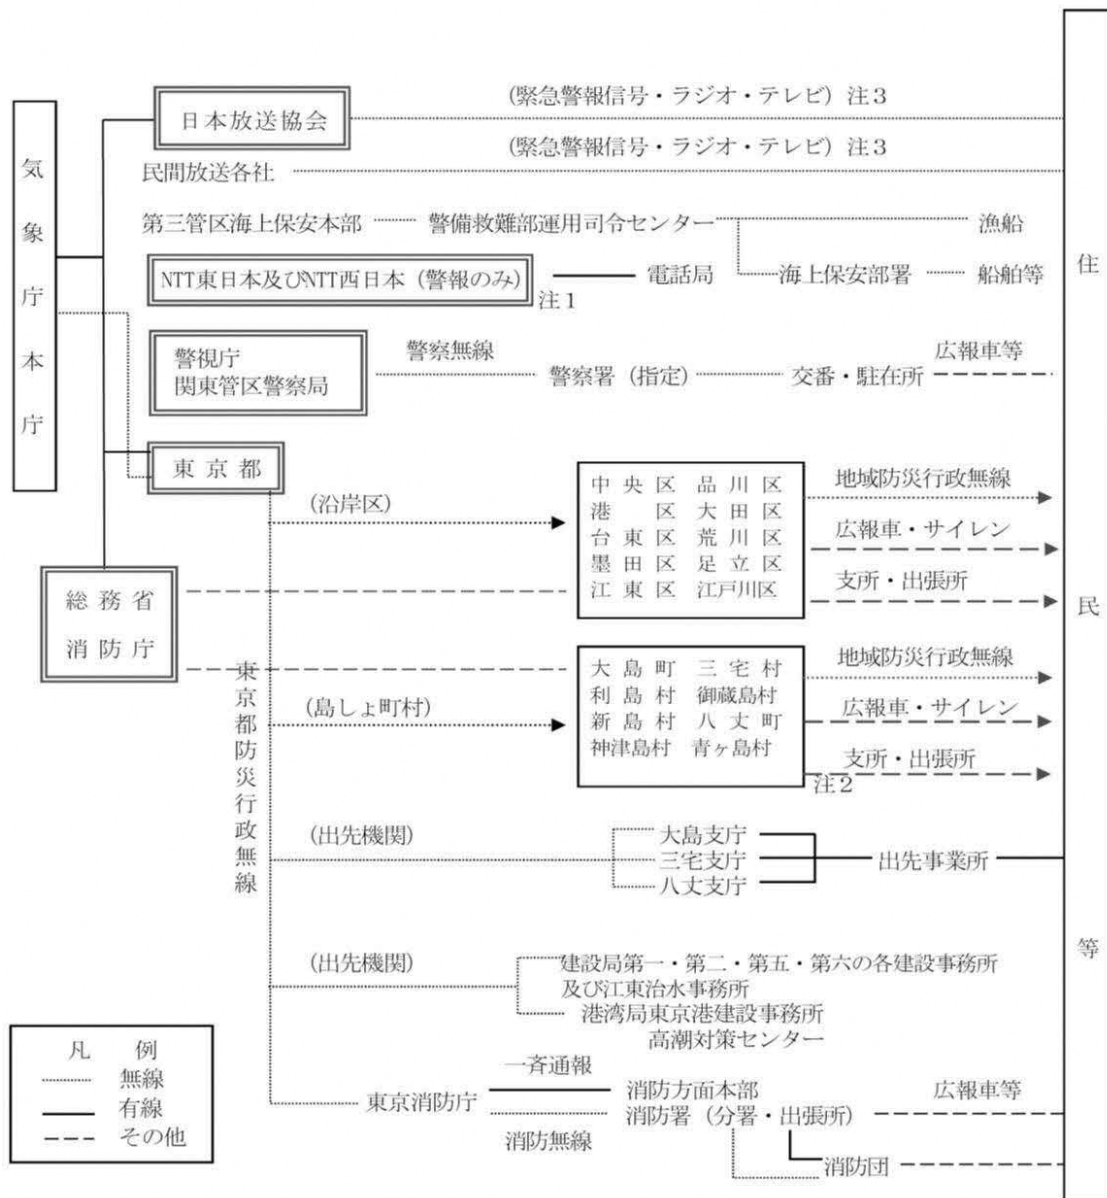 気象庁本庁
日本放送協会
(緊急警報信号・ラジオ・テレビ)注3
民間放送各社
(緊急警報信号・ラジオ・テレビ)注3
第三管区海上保安本部
警備救難部運用司令センター
漁船
海上保安部署
船舶等
NTT東日本及びNTT西日本(警報のみ)
注1
電話局
警視庁
関東管区警察局
警察無線
警察署(指定)
交番・駐在所
広報車等
東京都
総務省
消防庁
東京都防災行政無線
(沿岸区)
中央区 品川区
港 区 大田区
台東区 荒川区
墨田区 足立区
江東区 江戸川区
地域防災行政無線
広報車・サイレン
支所・出張所
(島しょ町村)
大島町 三宅村
利島村 御蔵島村
新島村 八丈町
神津島村 青ヶ島村
注2
地域防災行政無線
広報車・サイレン
支所・出張所
(出先機関)
大島支庁
三宅支庁
八丈支庁
出先事業所
(出先機関)
建設局第一・第二・第五・第六の各建設事務所
及び江東治水事務所
港湾局東京港建設事務所
高潮対策センター
東京消防庁
一斉通報
消防無線
消防方面本部
消防署(分署・出張所)
消防団
広報車等
住民等
凡 例
無線
有線
その他